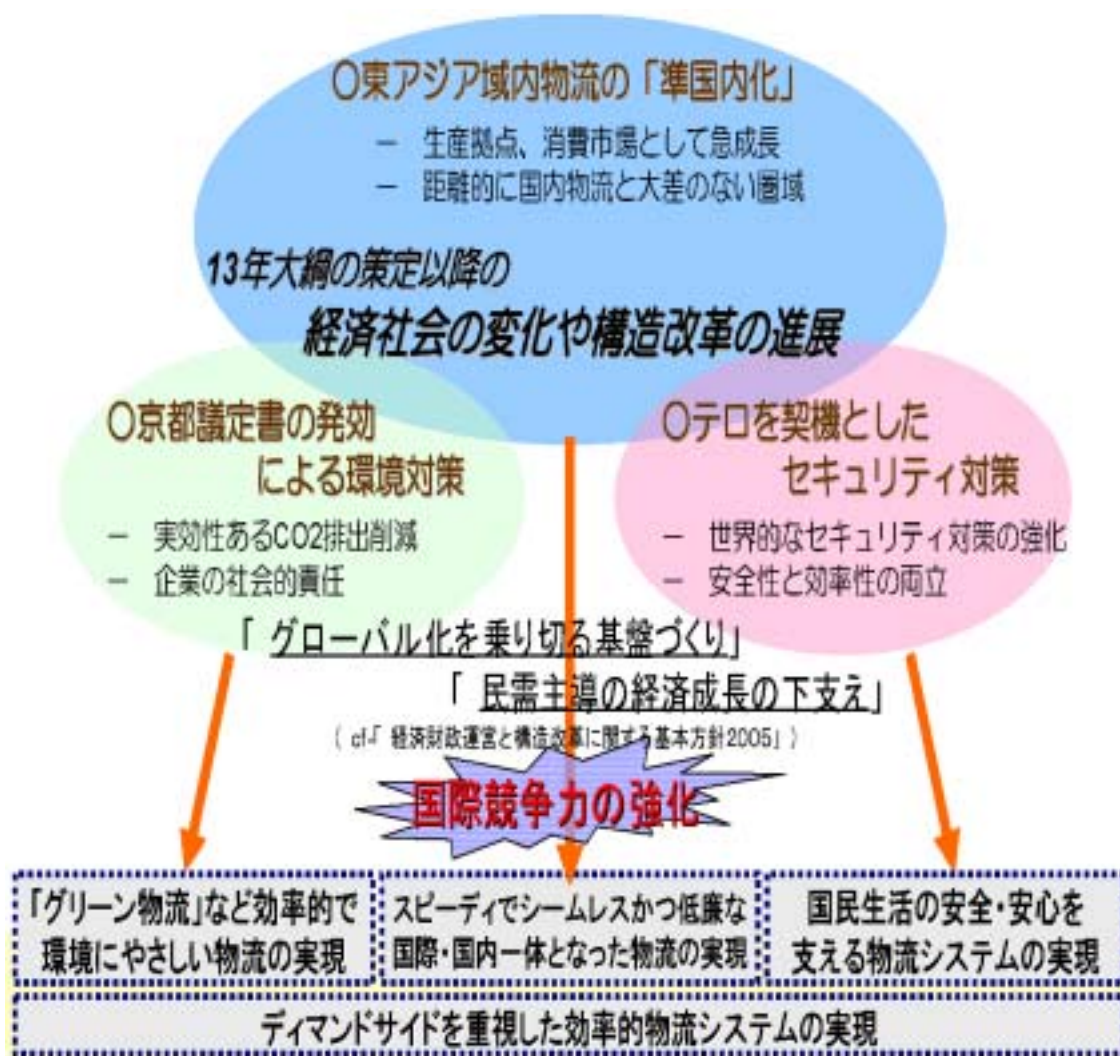 〇東アジア域内物流の「準国内化」
－ 生産拠点、消費市場として急成長
－ 距離的に国内物流と大差のない圏域
13年大綱の策定以降の
経済社会の変化や構造改革の進展
〇京都議定書の発効
による環境対策
－ 実効性あるCO2排出削減
－ 企業の社会的責任
〇テロを契機とした
セキュリティ対策
－ 世界的なセキュリティ対策の強化
－ 安全性と効率性の両立
「 グローバル化を乗り切る基盤づくり」
「 民需主導の経済成長の下支え」
( cf「 経済財政運営と構造改革に関する基本方針2005」)
国際競争力の強化
「グリーン物流」など効率的で
環境にやさしい物流の実現
スピーディでシームレスかつ低廉な
国際・国内一体となった物流の実現
国民生活の安全・安心を
支える物流システムの実現
ディマンドサイドを重視した効率的物流システムの実現